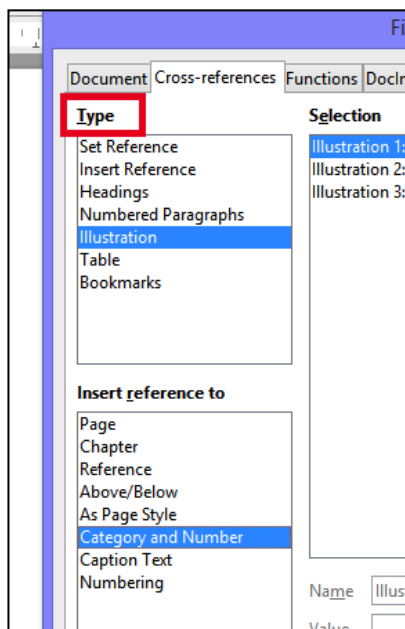 Fi
Document Cross-references Functions DocIn
Type
Set Reference
Insert Reference
Headings
Numbered Paragraphs
Illustration
Table
Bookmarks
Selection
Illustration 1:
Illustration 2:
Illustration 3:
Insert reference to
Page
Chapter
Reference
Above/Below
As Page Style
Category and Number
Caption Text
Numbering
Name Illus
Value